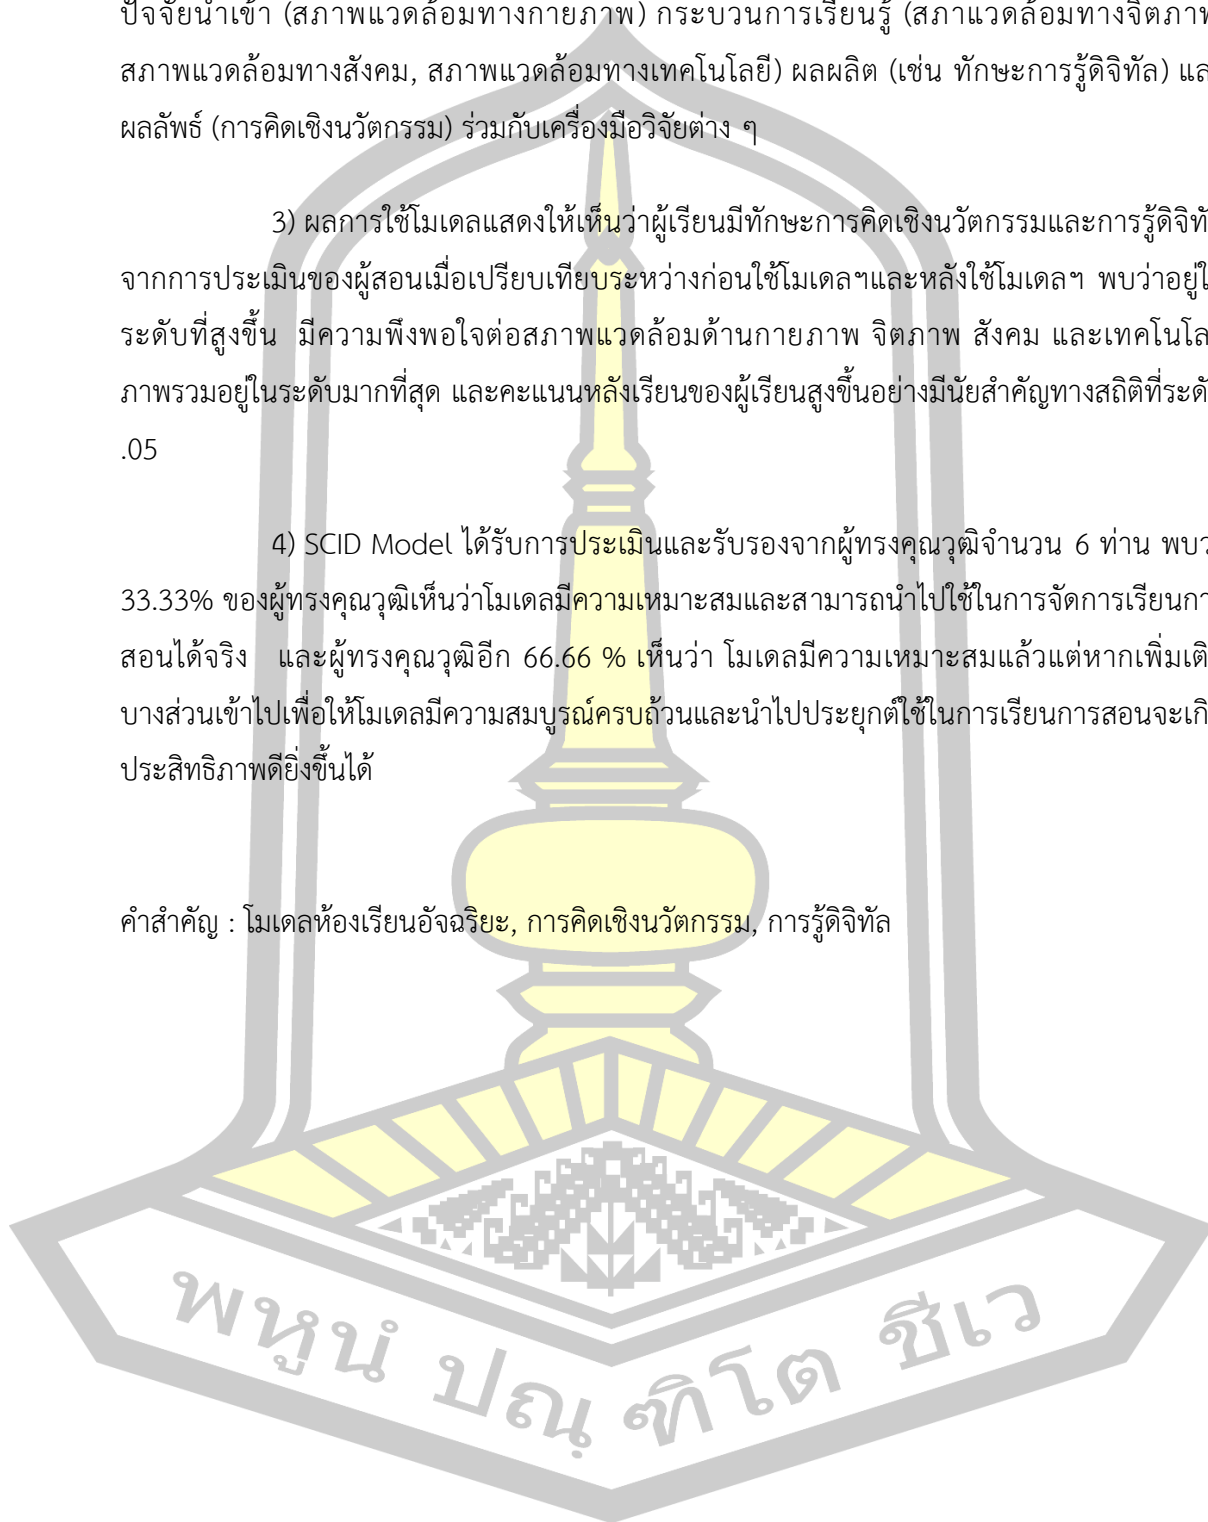 ปัจจัยนำเข้า (สภาพแวดล้อมทางกายภาพ) กระบวนการเรียนรู้ (สภาแวดล้อมทางจิตภาพ
สภาพแวดล้อมทางสังคม, สภาพแวดล้อมทางเทคโนโลยี) ผลผลิต (เช่น ทักษะการรู้ดิจิทัล) แล
ผลลัพธ์ (การคิดเชิงนวัตกรรม) ร่วมกับเครื่องมือวิจัยต่าง ๆ
3) ผลการใช้โมเดลแสดงให้เห็นว่าผู้เรียนมีทักษะการคิดเชิงนวัตกรรมและการรู้ดิจิทั
จากการประเมินของผู้สอนเมื่อเปรียบเทียบระหว่างก่อนใช้โมเดลฯและหลังใช้โมเดลฯ พบว่าอยู่ใ
ระดับที่สูงขึ้น มีความพึงพอใจต่อสภาพแวดล้อมด้านกายภาพ จิตภาพ สังคม และเทคโนโล
ภาพรวมอยู่ในระดับมากที่สุด และคะแนนหลังเรียนของผู้เรียนสูงขึ้นอย่างมีนัยสำคัญทางสถิติที่ระดั
.05
4) SCID Model ได้รับการประเมินและรับรองจากผู้ทรงคุณวุฒิจำนวน 6 ท่าน พบว
33.33% ของผู้ทรงคุณวุฒิเห็นว่าโมเดลมีความเหมาะสมและสามารถนำไปใช้ในการจัดการเรียนกา
สอนได้จริง และผู้ทรงคุณวุฒิอีก 66.66 % เห็นว่า โมเดลมีความเหมาะสมแล้วแต่หากเพิ่มเติ
บางส่วนเข้าไปเพื่อให้โมเดลมีความสมบูรณ์ครบถ้วนและนำไปประยุกต์ใช้ในการเรียนการสอนจะเกิ
ประสิทธิภาพดียิ่งขึ้นได้
คำสำคัญ : โมเดลห้องเรียนอัจฉริยะ, การคิดเชิงนวัตกรรม, การรู้ดิจิทัล
พหูนํ ปณฺฑิโต ชีเว